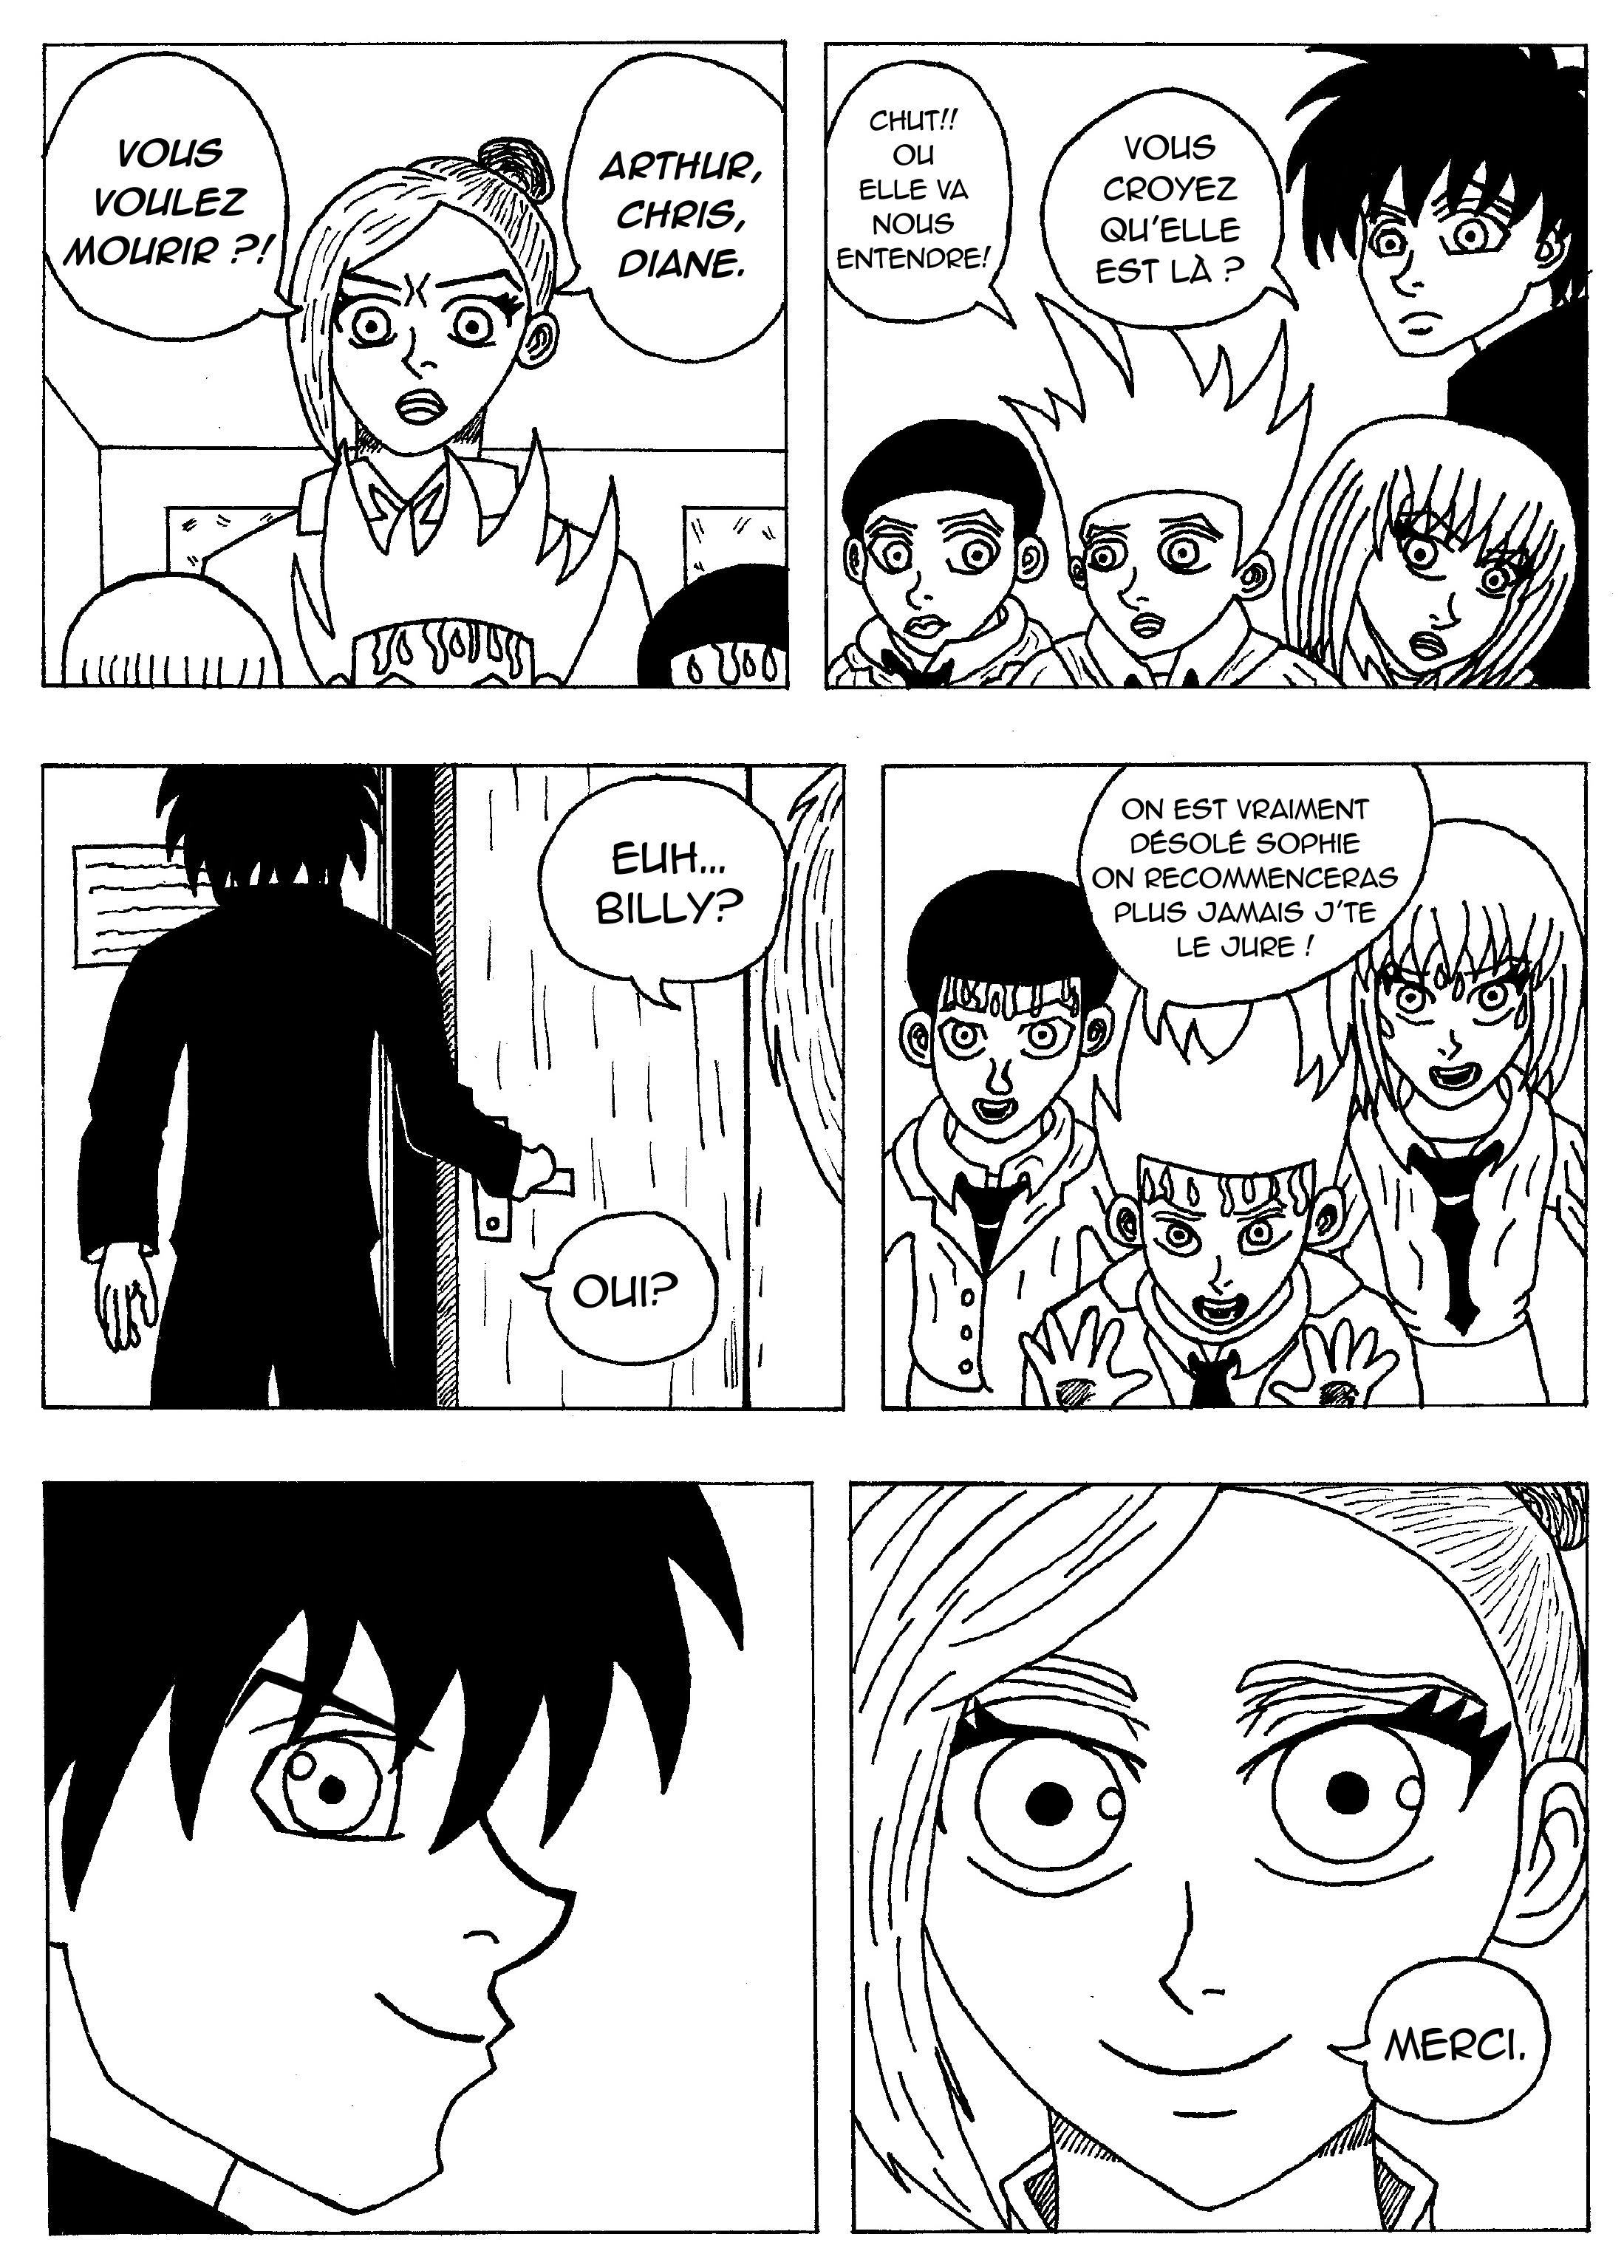 VOUS
CROYEZ
QU'ELLE
EST LÀ ?
CHUT!!
OU
ELLE VA
NOUS
ENTENDRE!
ARTHUR,
CHRIS,
DIANE.
VOUS
VOULEZ
MOURIR ?!
ON EST VRAIMENT
DÉSOLÉ SOPHIE
ON RECOMMENCERAS
PLUS JAMAIS J'TE
LE JURE !
EUH...
BILLY?
OUI?
MERCI.